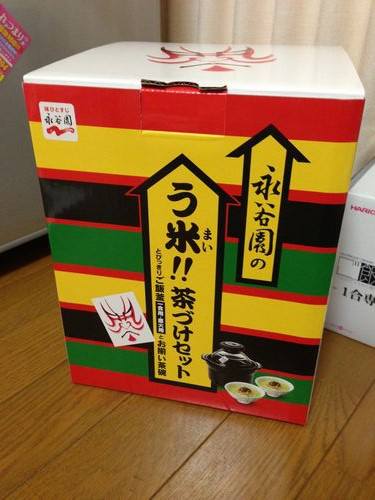 味ひとすじ
永谷園
永谷園の
う米!!茶づけセット
まい
とびっきりご飯釜
と
お揃い茶碗
HARIO
1合専